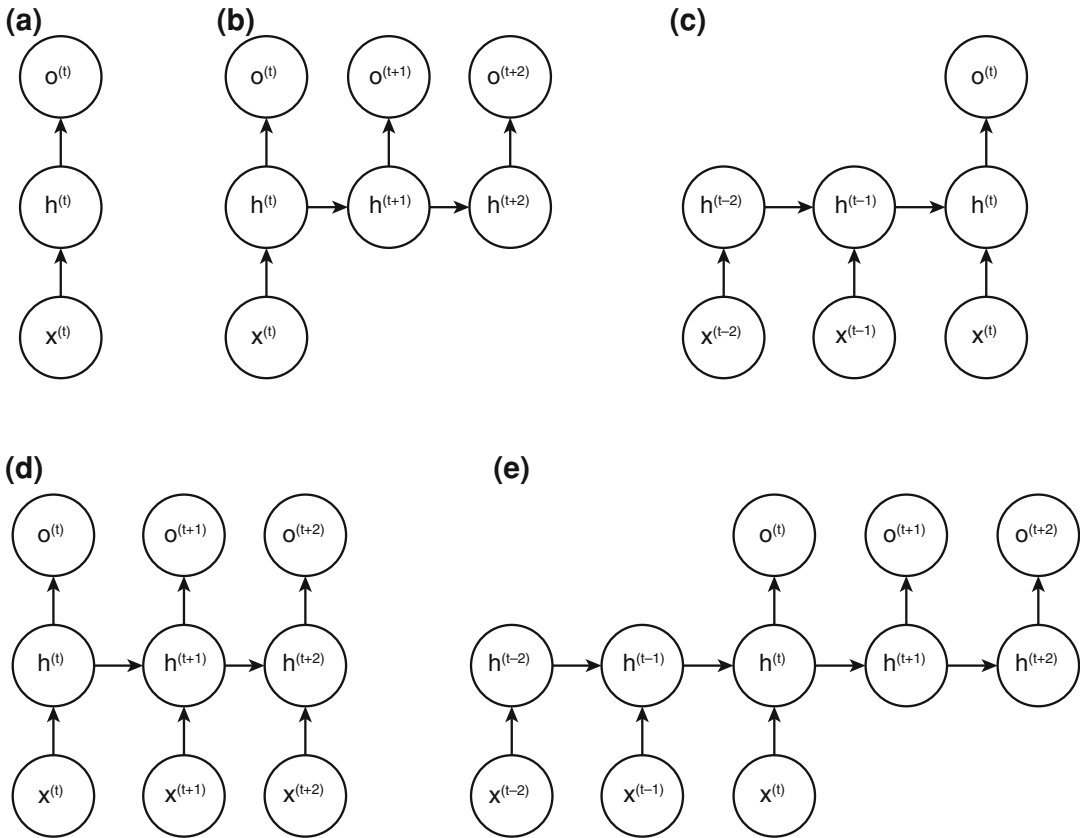 (a) (b) (c)
o(t) o(t) o(t+1) o(t+2) o(t)
h(t) h(t) h(t+1) h(t+2) h(t–2) h(t–1) h(t)
x(t) x(t) x(t–2) x(t–1) x(t)
(d) (e)
o(t) o(t+1) o(t+2) o(t) o(t+1) o(t+2)
h(t) h(t+1) h(t+2) h(t–2) h(t–1) h(t) h(t+1) h(t+2)
x(t) x(t+1) x(t+2) x(t–2) x(t–1) x(t)